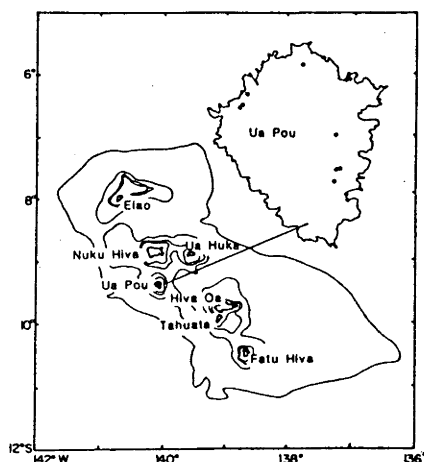 6°
Ua Pou
8°
Eiao
Nuku Hiva
Ua Huka
Ua Pou
Hiva Oa
10°
Tahuata
Fatu Hiva
12°S
142°W
140°
138°
136°